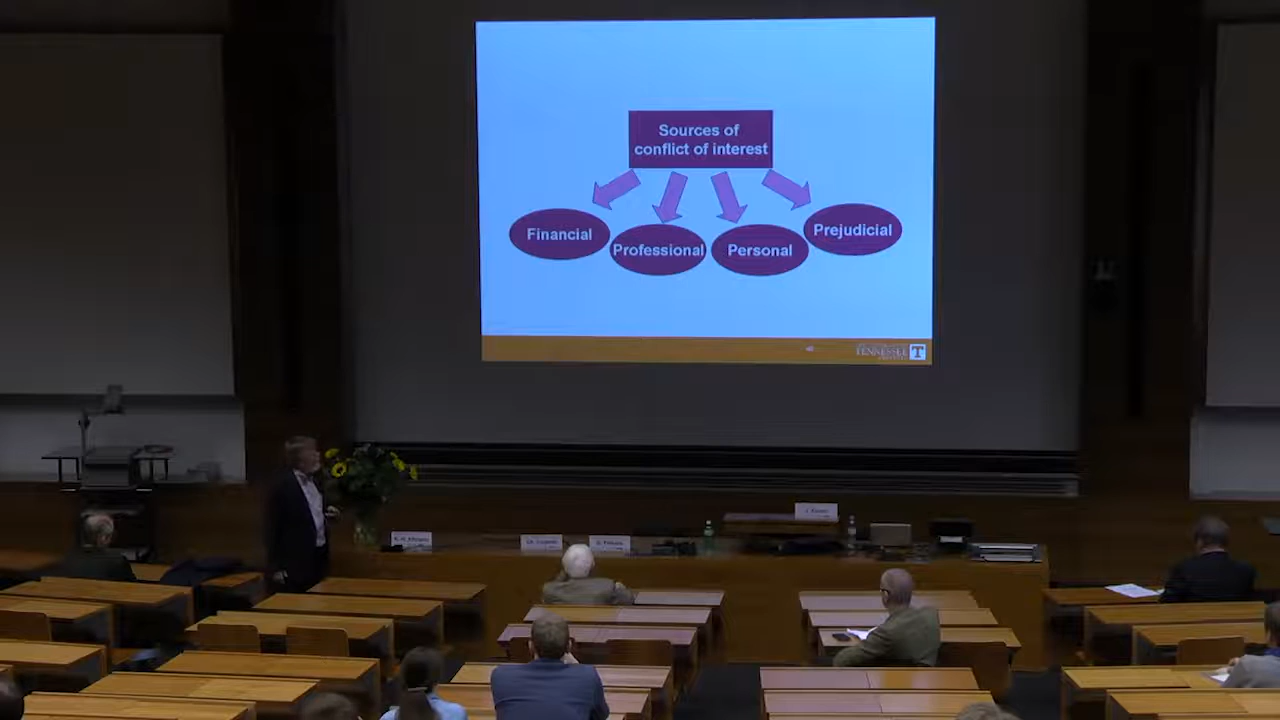 Sources of
conflict of interest
Financial
Professional
Personal
Prejudicial
TENNESSEE
T